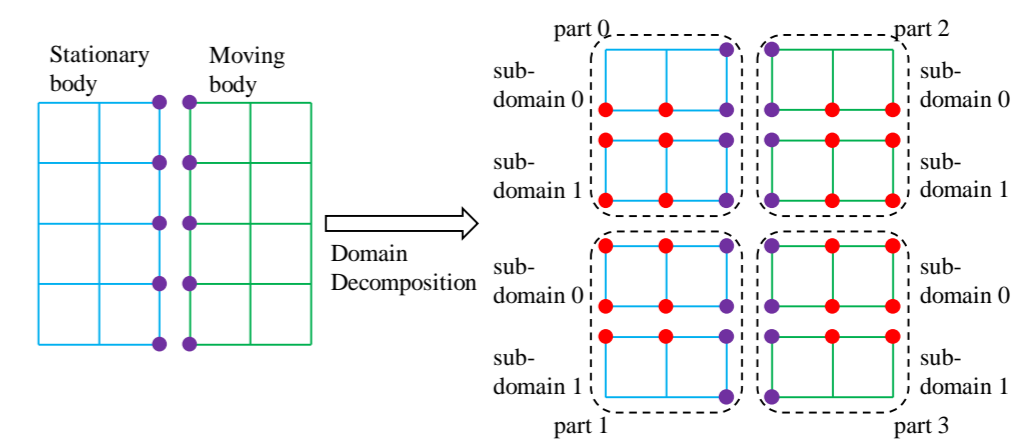 Stationary
body
Moving
body
Domain
Decomposition
part 0
part 2
sub-
domain 0
sub-
domain 0
sub-
domain 1
sub-
domain 1
sub-
domain 0
sub-
domain 0
sub-
domain 1
sub-
domain 1
part 1
part 3